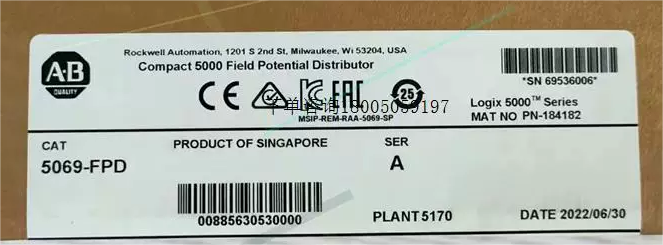 Rockwell Automation, 1201 S 2nd St, Milwaukee, Wi 53204, USA
Compact 5000 Field Potential Distributor
A-B
QUALITY
CE
EAC
25
MSIP-REM-RAA-5069-SP
*SN 69536006*
Logix 5000™ Series
MAT NO PN-184182
CAT
5069-FPD
PRODUCT OF SINGAPORE
SER
A
00885630530000
PLANT 5170
DATE 2022/06/30